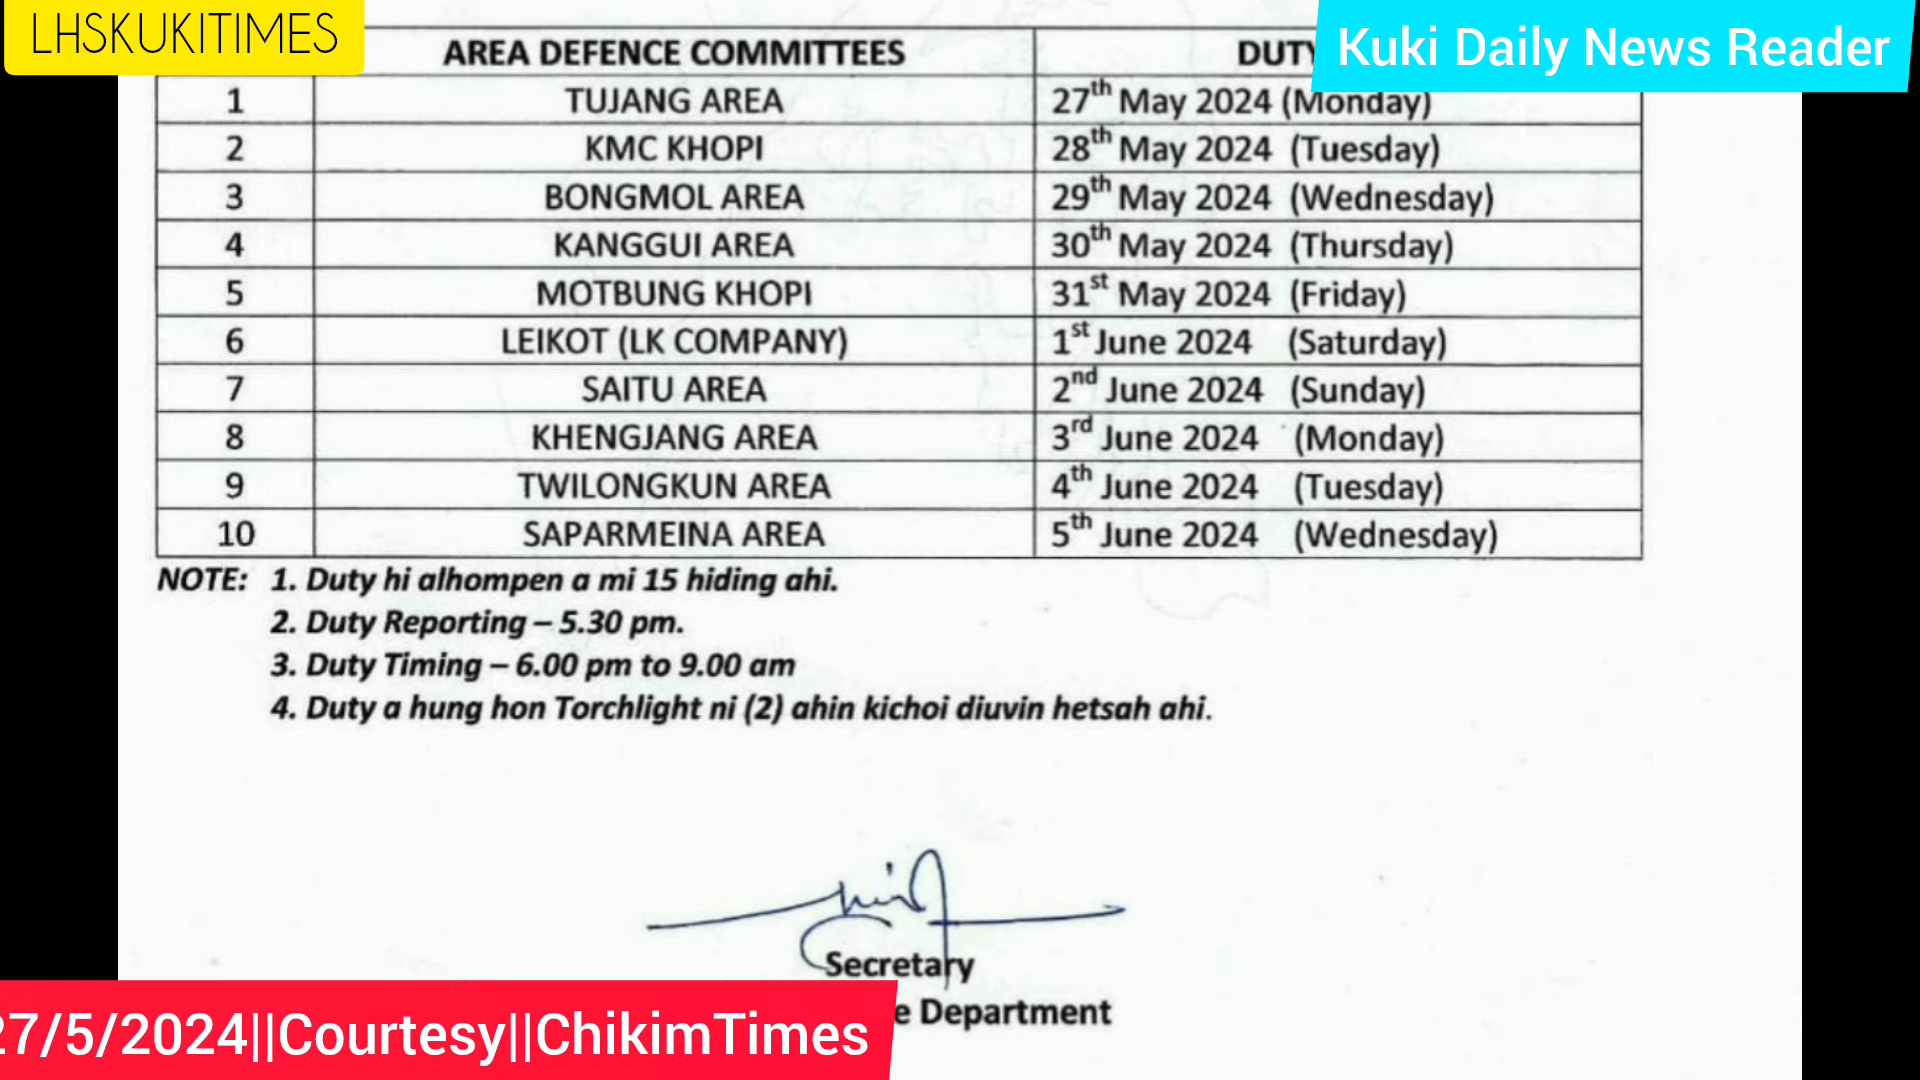 LHSKUKITIMES
Kuki Daily News Reader
AREA DEFENCE COMMITTEES DUTY
1 TUJANG AREA 27th May 2024 (Monday)
2 KMC KHOPI 28th May 2024 (Tuesday)
3 BONGMOL AREA 29th May 2024 (Wednesday)
4 KANGGUI AREA 30th May 2024 (Thursday)
5 MOTBUNG KHOPI 31st May 2024 (Friday)
6 LEIKOT (LK COMPANY) 1st June 2024 (Saturday)
7 SAITU AREA 2nd June 2024 (Sunday)
8 KHENGJANG AREA 3rd June 2024 (Monday)
9 TWILONGKUN AREA 4th June 2024 (Tuesday)
10 SAPARMEINA AREA 5th June 2024 (Wednesday)
NOTE: 1. Duty hi alhompen a mi 15 hiding ahi.
2. Duty Reporting – 5.30 pm.
3. Duty Timing – 6.00 pm to 9.00 am
4. Duty a hung hon Torchlight ni (2) ahin kichoi diuvin hetsah ahi.
Secretary
e Department
27/5/2024||Courtesy||ChikimTimes